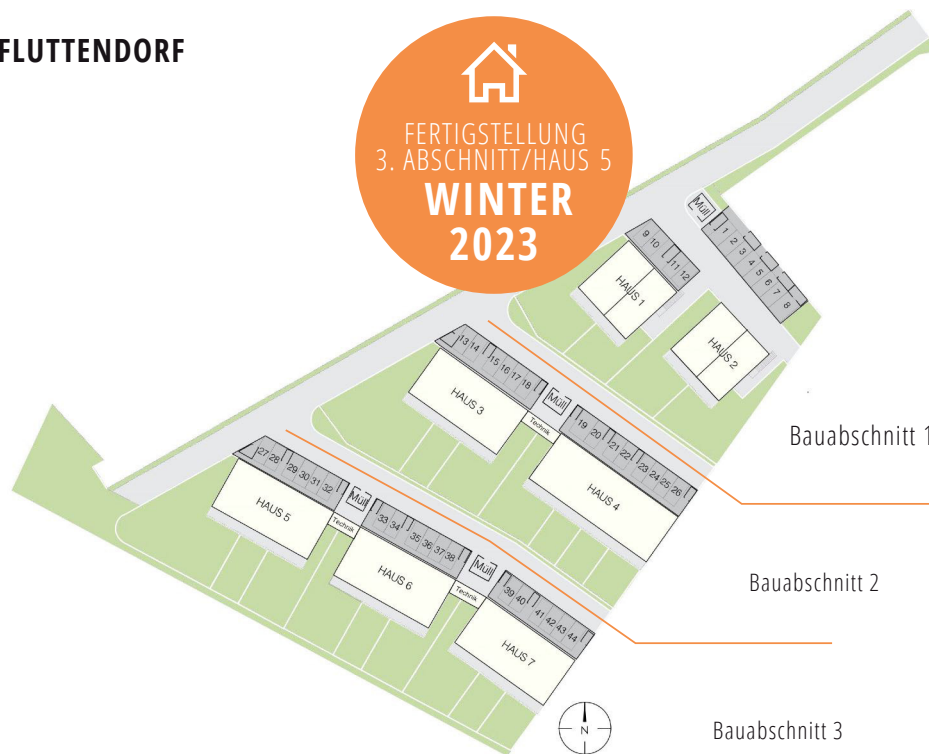 FLUTTENDORF
FERTIGSTELLUNG
3. ABSCHNITT/HAUS 5
WINTER
2023
Müll
1 2 3 4 5 6 7 8
9 10 11 12
HAUS 1
HAUS 2
13 14 15 16 17 18
Müll
HAUS 3
Technik
19 20 21 22 23 24 25 26
HAUS 4
Bauabschnitt 1
27 28 29 30 31 32
Müll
HAUS 5
Technik
33 34 35 36 37 38
Müll
HAUS 6
Technik
39 40 41 42 43 44
HAUS 7
Bauabschnitt 2
N
Bauabschnitt 3